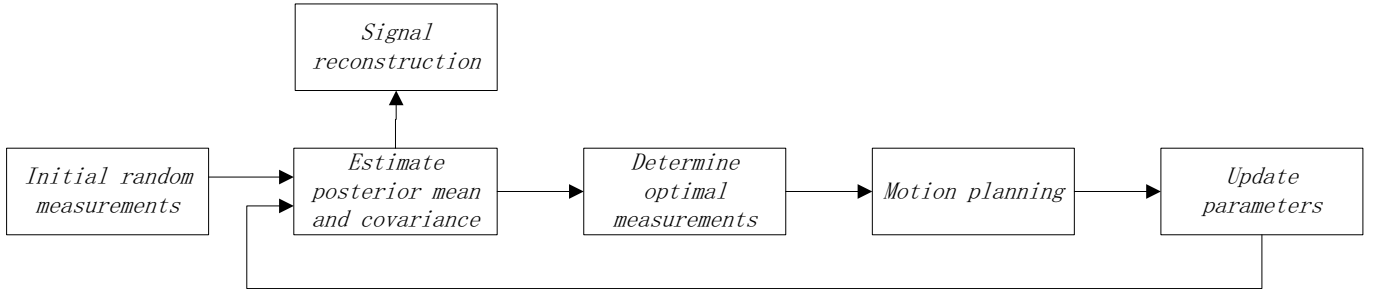 Signal
reconstruction
Initial random
measurements
Estimate
posterior mean
and covariance
Determine
optimal
measurements
Motion planning
Update
parameters